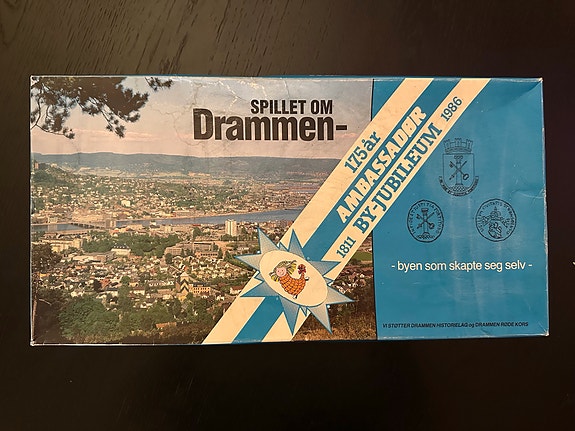 SPILLET OM
Drammen-
175 år
AMBASSADØR
BY-JUBILEUM
1811
1986
- byen som skapte seg selv -
VI STØTTER DRAMMEN HISTORIELAG og DRAMMEN RØDE KORS